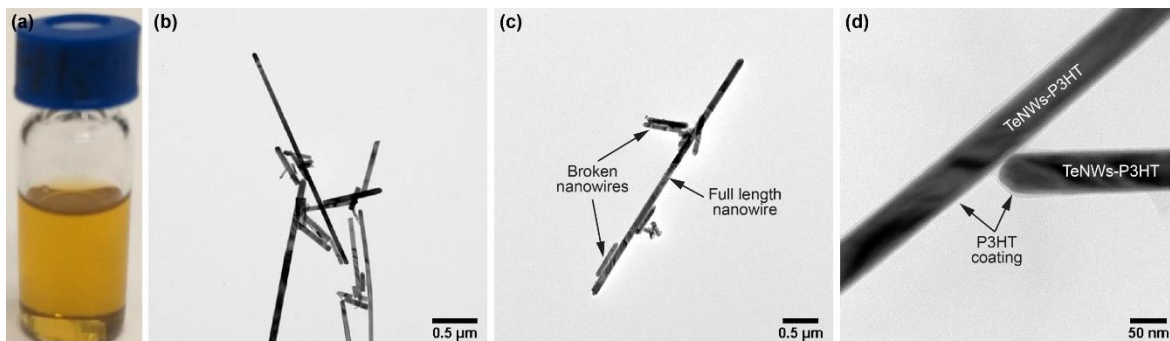 (a)
(b)
0.5 µm
(c)
Broken
nanowires
Full length
nanowire
0.5 µm
(d)
TeNWs-P3HT
TeNWs-P3HT
P3HT
coating
50 nm